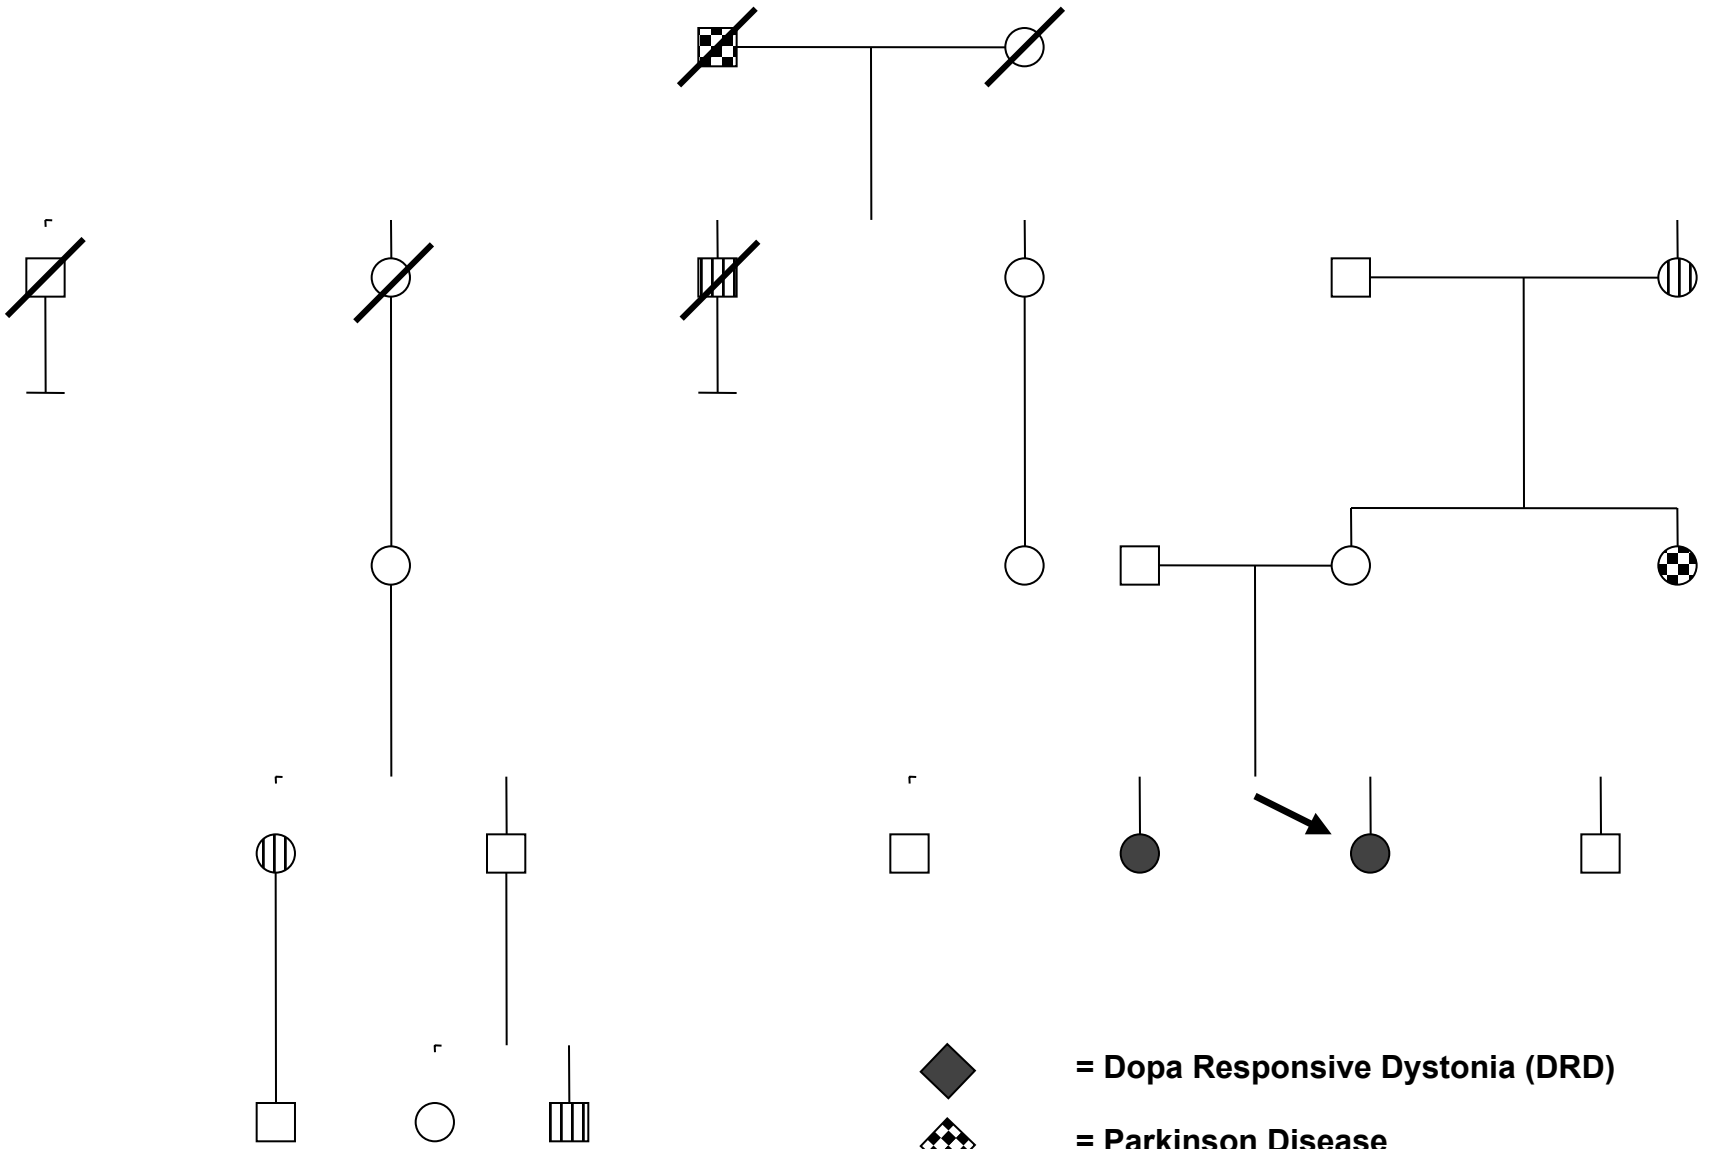 = Dopa Responsive Dystonia (DRD)
= Parkinson Disease